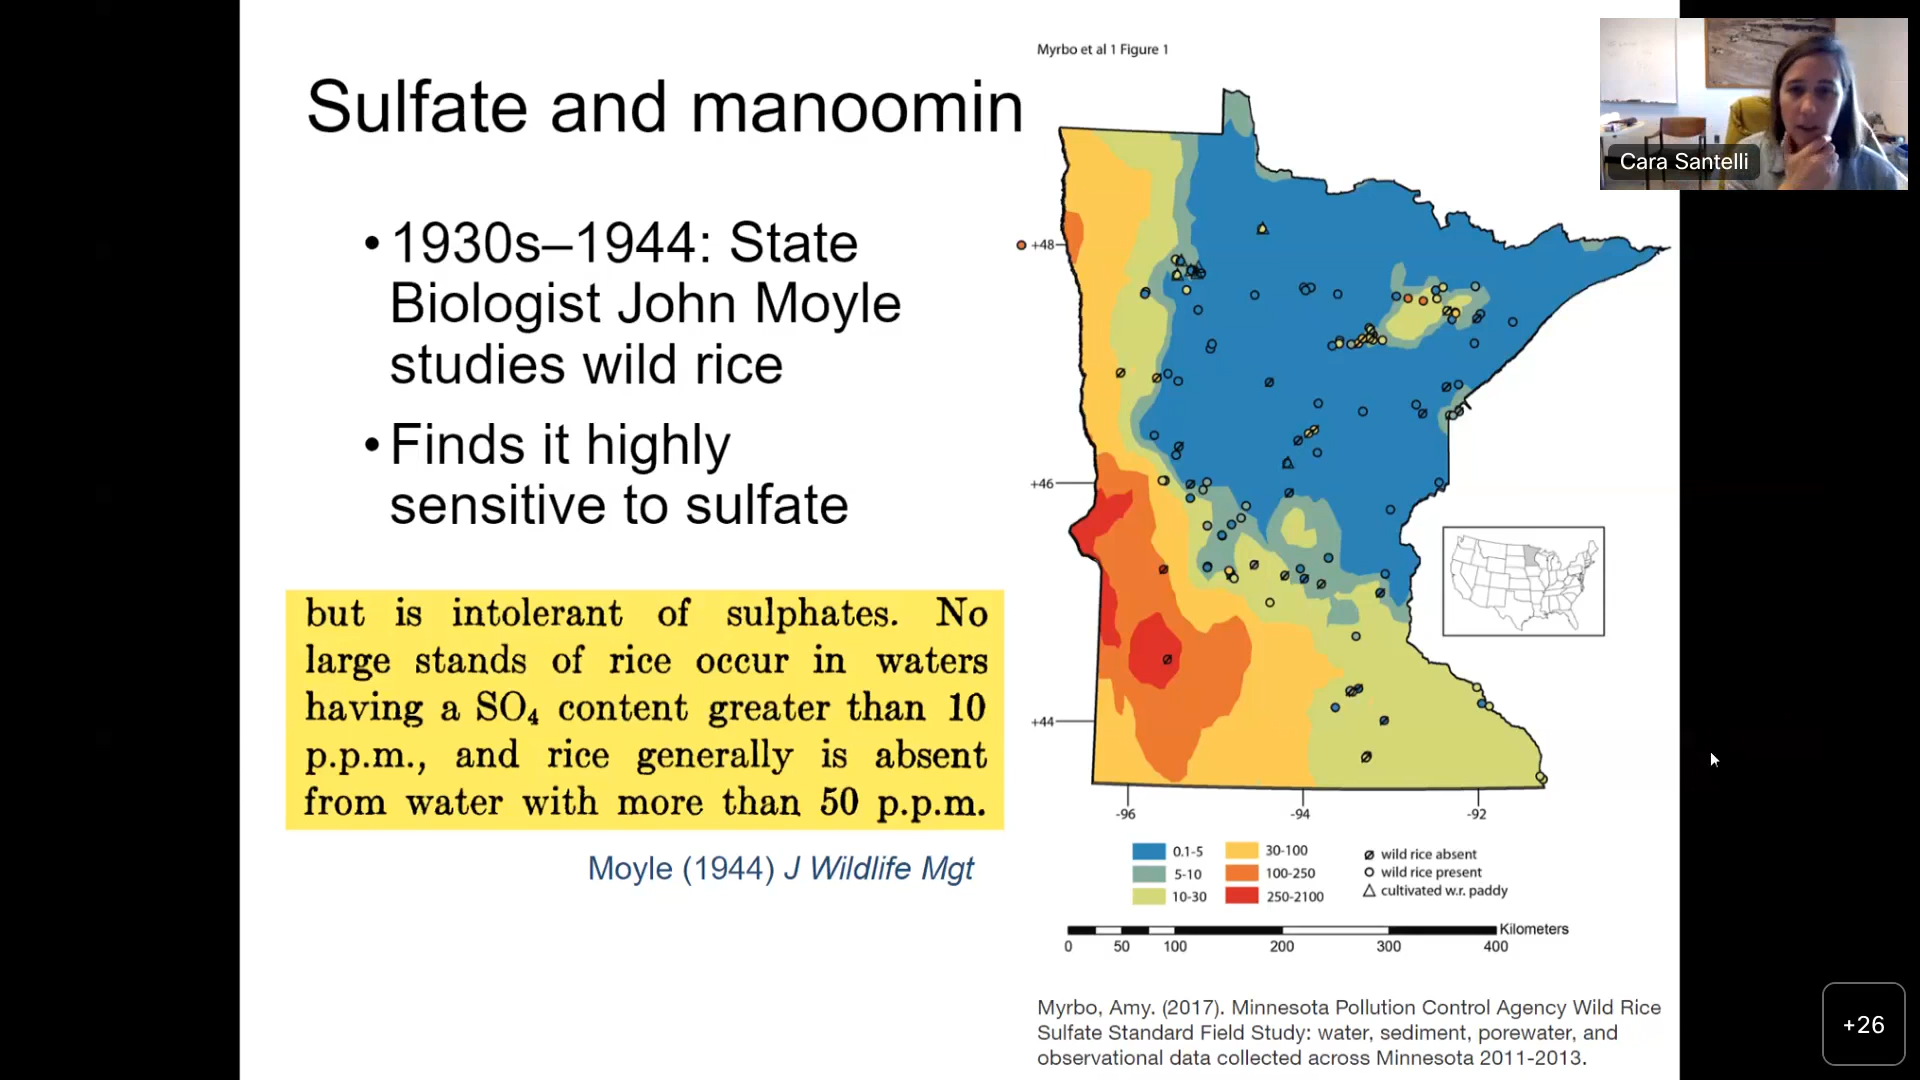 Sulfate and manoomin
•1930s–1944: State
Biologist John Moyle
studies wild rice
•Finds it highly
sensitive to sulfate
but is intolerant of sulphates. No
large stands of rice occur in waters
having a SO₄ content greater than 10
p.p.m., and rice generally is absent
from water with more than 50 p.p.m.
Moyle (1944) J Wildlife Mgt
Myrbo et al 1 Figure 1
+48
+46
+44
-96
-94
-92
0.1-5
5-10
10-30
30-100
100-250
250-2100
wild rice absent
wild rice present
cultivated w.r. paddy
Kilometers
0 50 100 200 300 400
Myrbo, Amy. (2017). Minnesota Pollution Control Agency Wild Rice
Sulfate Standard Field Study: water, sediment, porewater, and
observational data collected across Minnesota 2011-2013.
Cara Santelli
+26